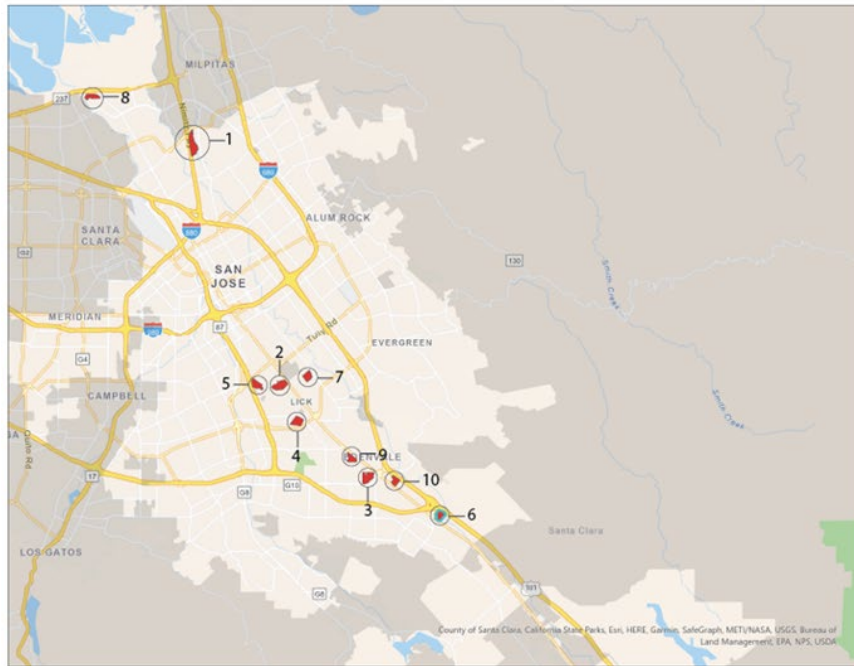 MILPITAS
237
8
1
680
ALUM ROCK
SANTA
CLARA
880
G2
SAN
JOSE
130
Smith Creek
MERIDIAN
87
280
Tully Rd
G4
EVERGREEN
2
5
7
CAMPBELL
LICK
4
9
17
G10
10
G8
3
6
Santa Clara
LOS GATOS
101
G8
Smith Creek
County of Santa Clara, California State Parks, Esri, HERE, Garmin, SafeGraph, METI/NASA, USGS, Bureau of
Land Management, EPA, NPS, USDA